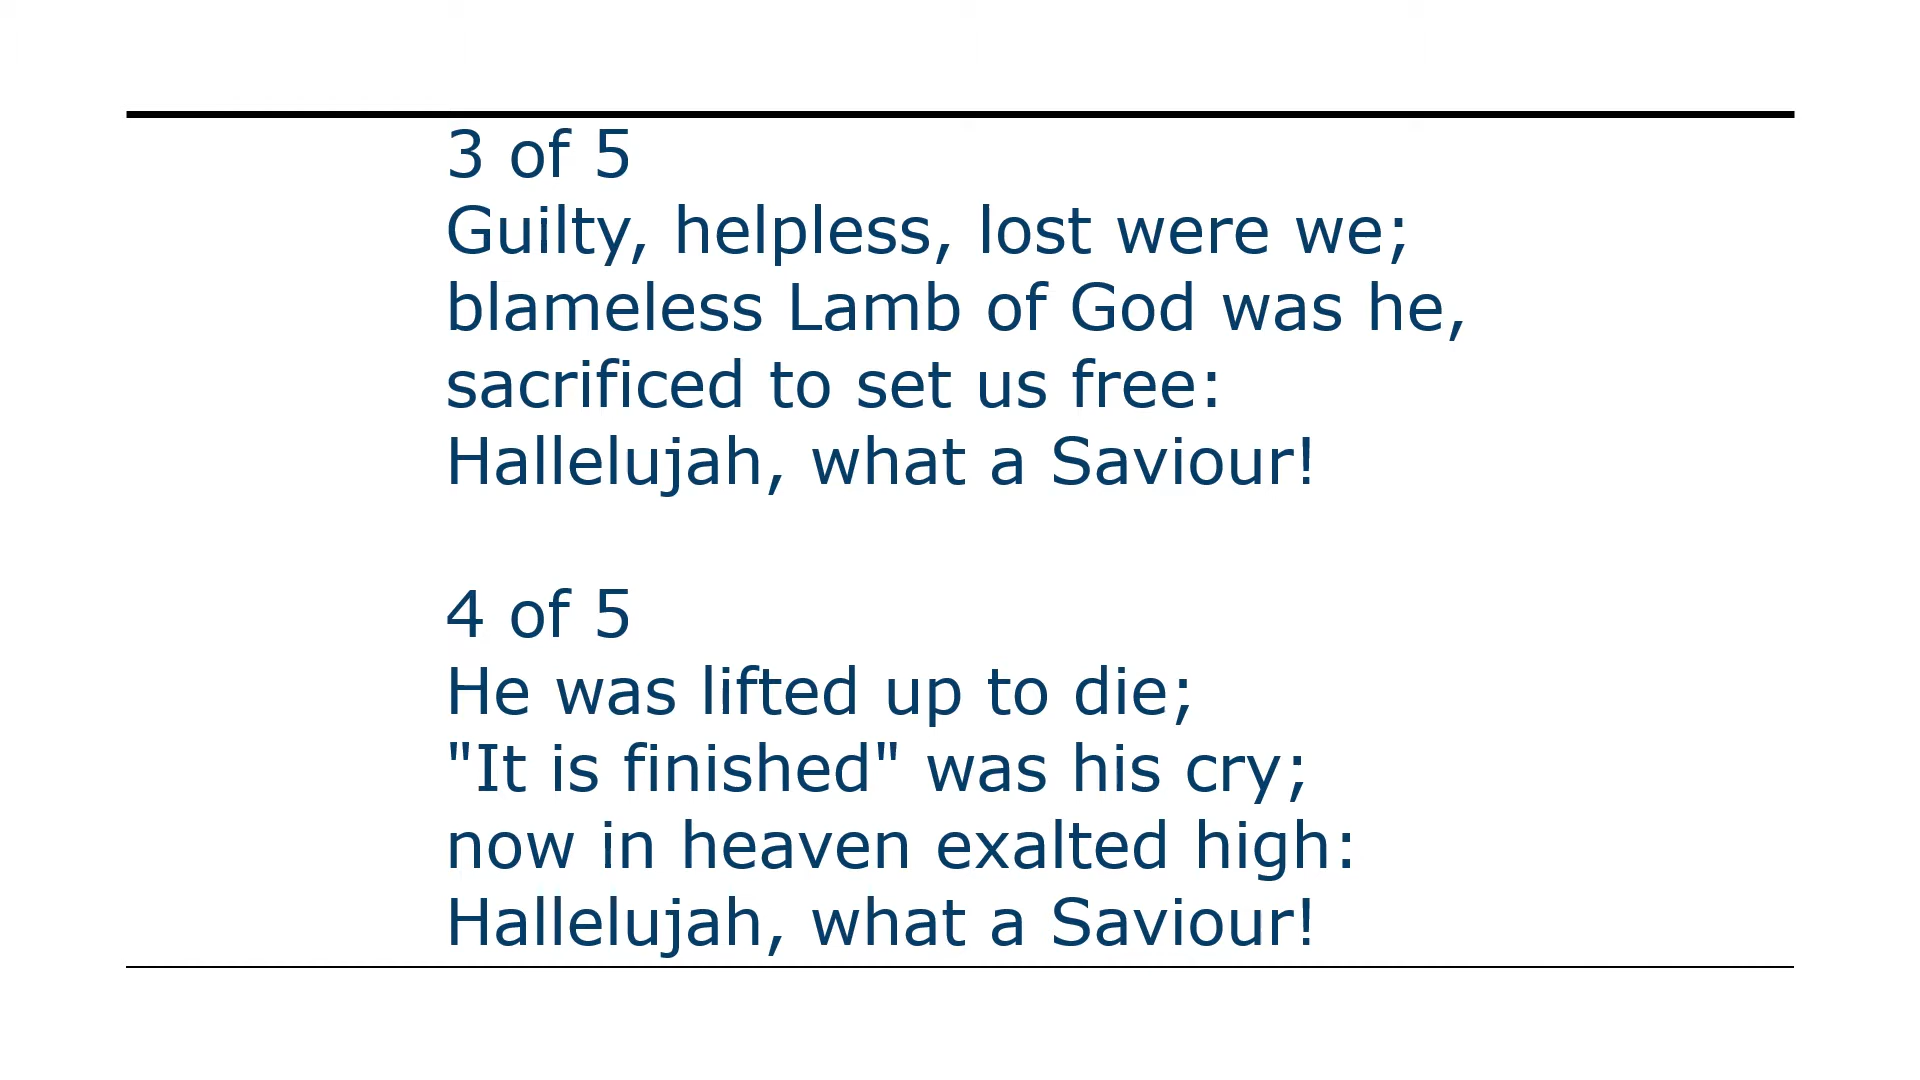 3 of 5
Guilty, helpless, lost were we;
blameless Lamb of God was he,
sacrificed to set us free:
Hallelujah, what a Saviour!
4 of 5
He was lifted up to die;
"It is finished" was his cry;
now in heaven exalted high:
Hallelujah, what a Saviour!